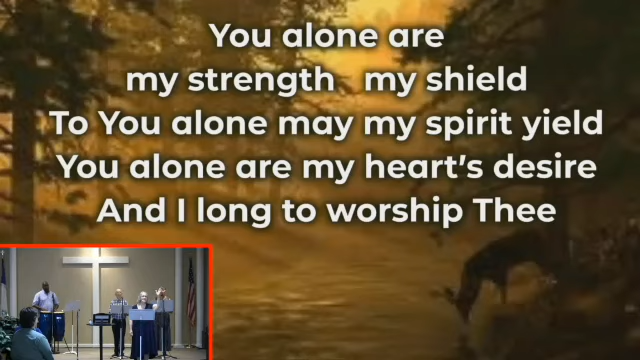 You alone are
my strength my shield
To You alone may my spirit yield
You alone are my heart's desire
And I long to worship Thee